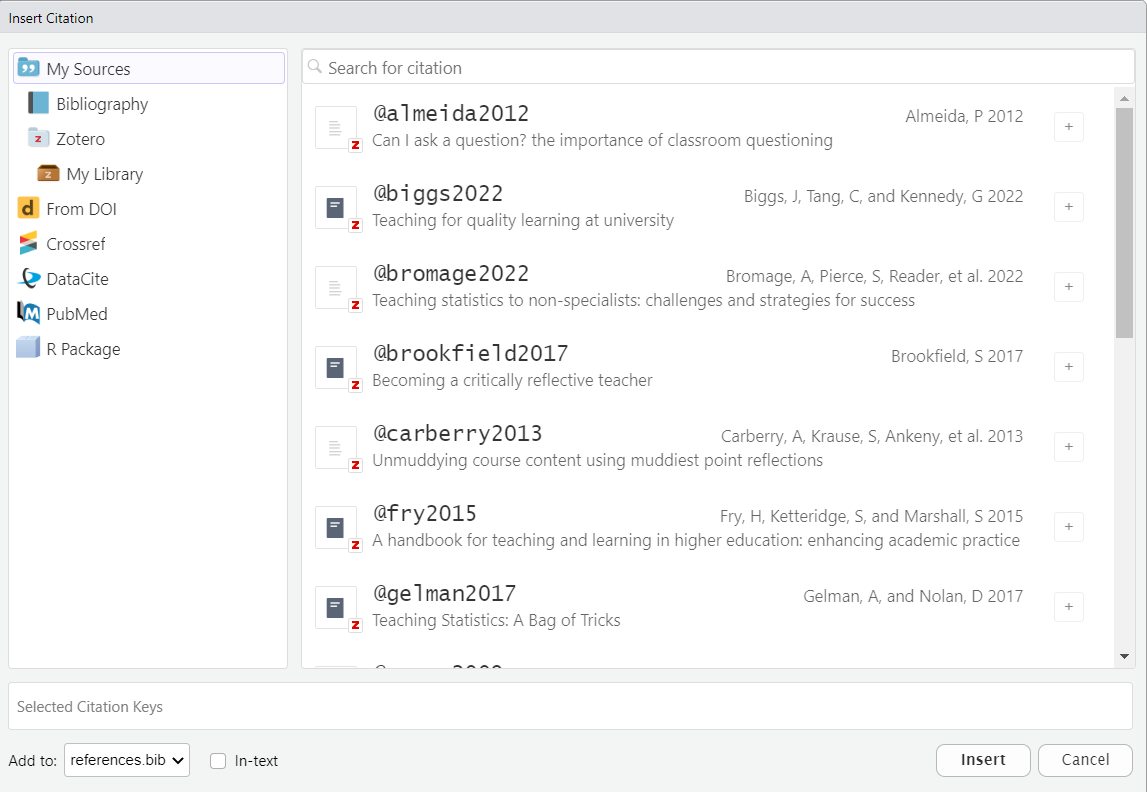 Insert Citation
My Sources
Bibliography
Zotero
My Library
From DOI
Crossref
DataCite
PubMed
R Package
Search for citation
@almeida2012
Almeida, P 2012
Can I ask a question? the importance of classroom questioning
@biggs2022
Biggs, J, Tang, C, and Kennedy, G 2022
Teaching for quality learning at university
@bromage2022
Bromage, A, Pierce, S, Reader, et al. 2022
Teaching statistics to non-specialists: challenges and strategies for success
@brookfield2017
Brookfield, S 2017
Becoming a critically reflective teacher
@carberry2013
Carberry, A, Krause, S, Ankeny, et al. 2013
Unmuddying course content using muddiest point reflections
@fry2015
Fry, H, Ketteridge, S, and Marshall, S 2015
A handbook for teaching and learning in higher education: enhancing academic practice
@gelman2017
Gelman, A, and Nolan, D 2017
Teaching Statistics: A Bag of Tricks
Selected Citation Keys
Add to: references.bib In-text
Insert Cancel